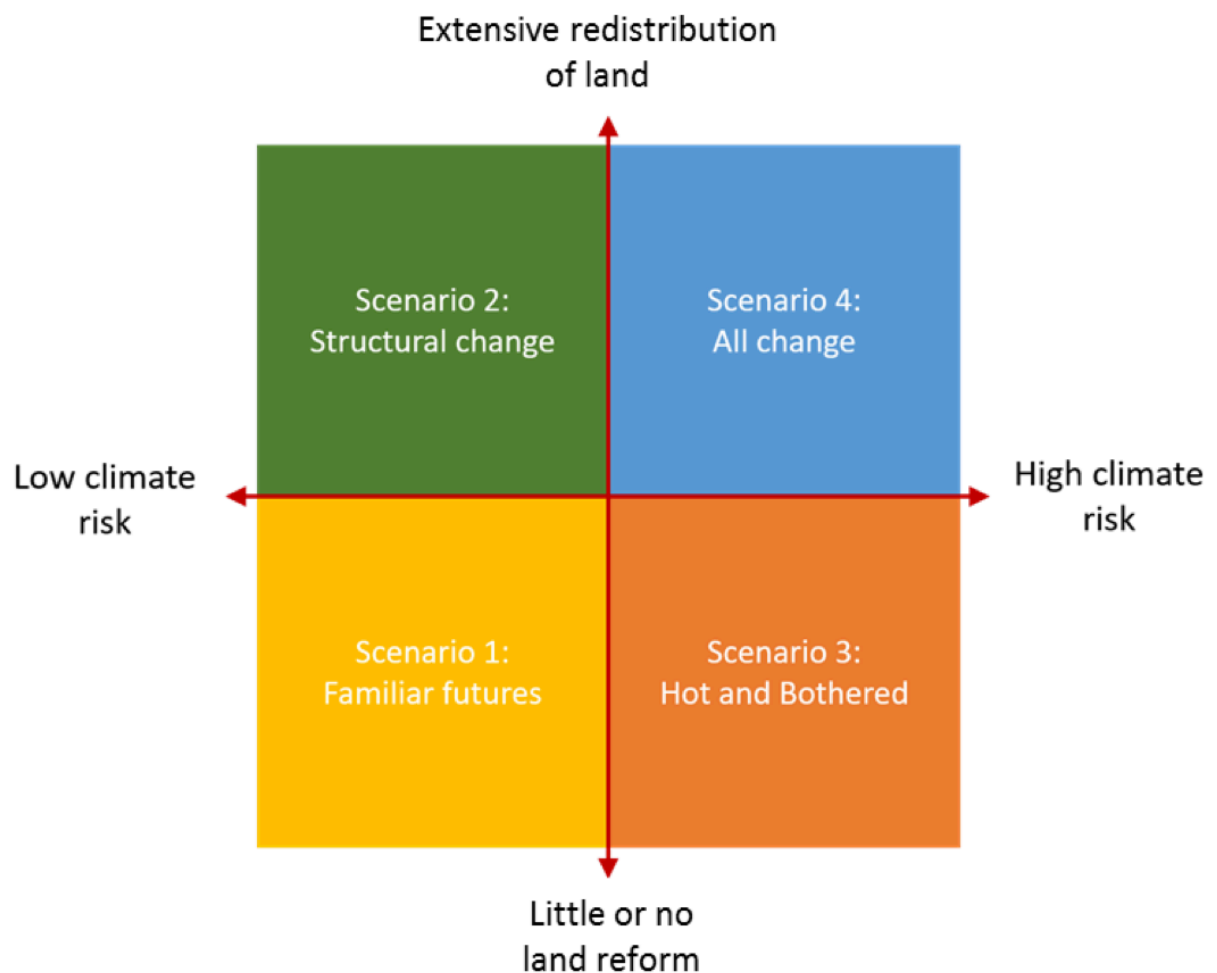 Extensive redistribution
of land
Scenario 2:
Structural change
Scenario 4:
All change
Low climate
risk
High climate
risk
Scenario 1:
Familiar futures
Scenario 3:
Hot and Bothered
Little or no
land reform